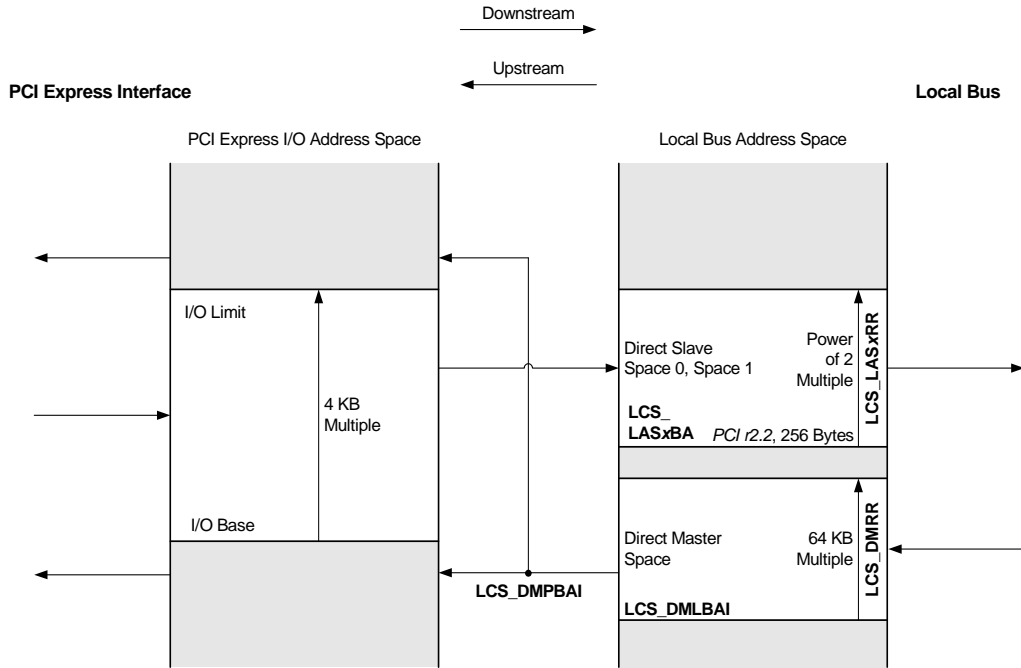 Downstream
Upstream
PCI Express Interface
Local Bus
PCI Express I/O Address Space
Local Bus Address Space
I/O Limit
4 KB
Multiple
I/O Base
Direct Slave
Space 0, Space 1
Power
of 2
Multiple
LCS_LASxRR
LCS_
LASxBA
PCI r2.2, 256 Bytes
Direct Master
Space
64 KB
Multiple
LCS_DMRR
LCS_DMPBAI
LCS_DMLBAI